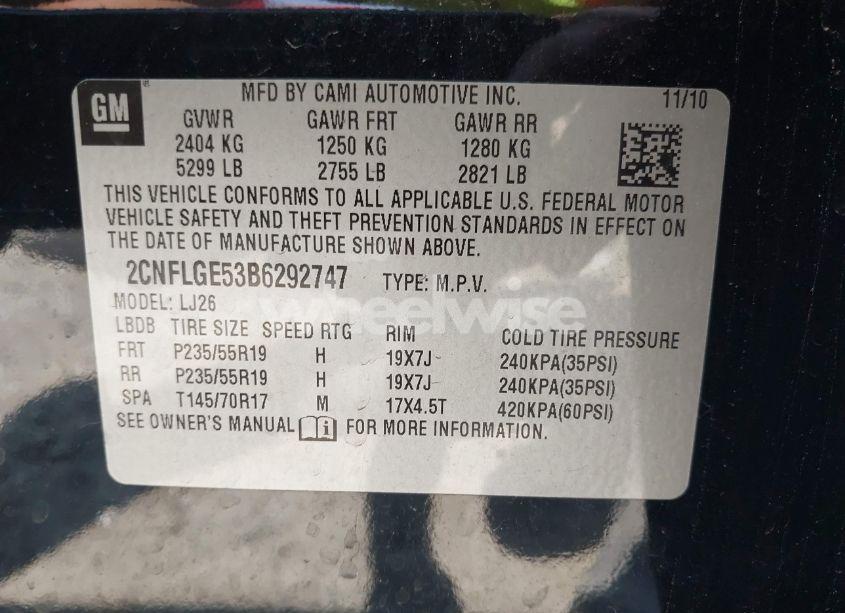 GM
MFD BY CAMI AUTOMOTIVE INC. 11/10
GVWR GAWR FRT GAWR RR
2404 KG 1250 KG 1280 KG
5299 LB 2755 LB 2821 LB
THIS VEHICLE CONFORMS TO ALL APPLICABLE U.S. FEDERAL MOTOR
VEHICLE SAFETY AND THEFT PREVENTION STANDARDS IN EFFECT ON
THE DATE OF MANUFACTURE SHOWN ABOVE.
2CNFLGE53B6292747 TYPE: M.P.V.
MODEL: LJ26
wheelwise
LBDB TIRE SIZE SPEED RTG RIM COLD TIRE PRESSURE
FRT P235/55R19 H 19X7J 240KPA(35PSI)
RR P235/55R19 H 19X7J 240KPA(35PSI)
SPA T145/70R17 M 17X4.5T 420KPA(60PSI)
SEE OWNER'S MANUAL i FOR MORE INFORMATION.